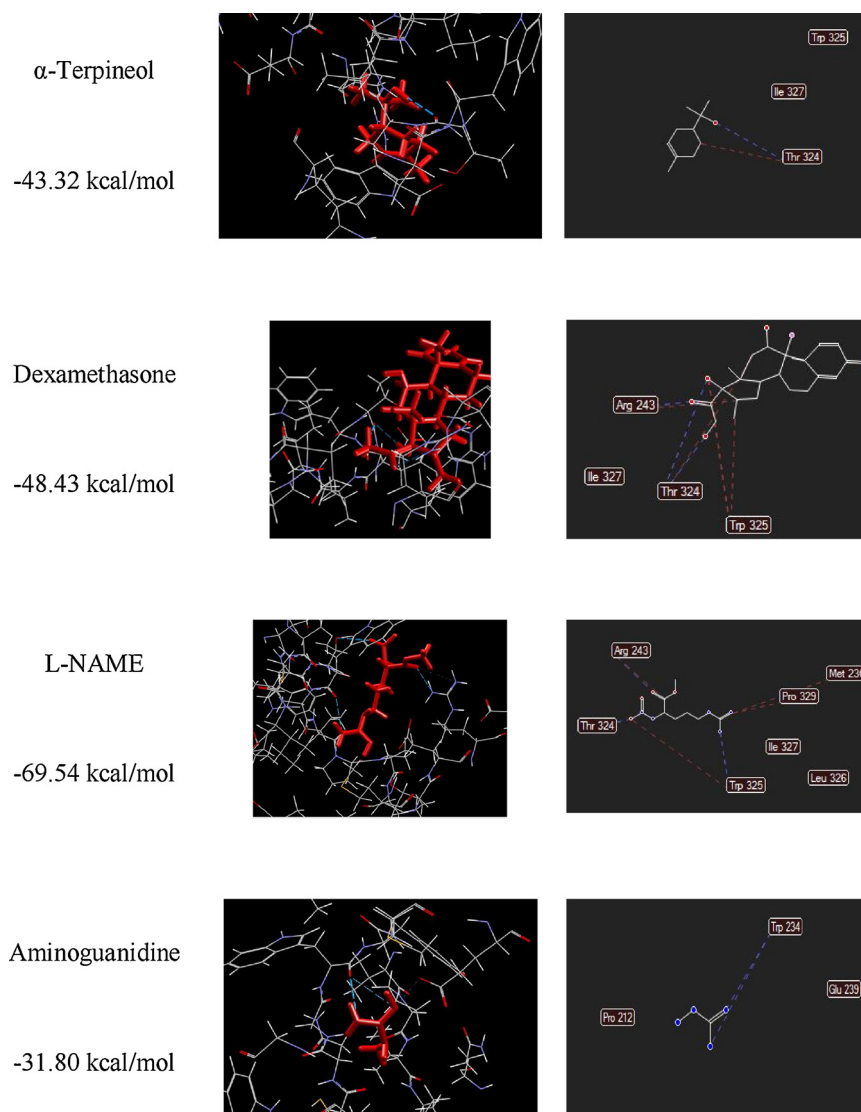 α-Terpineol
-43.32 kcal/mol
Trp 325
Ile 327
Thr 324
Dexamethasone
-48.43 kcal/mol
Arg 243
Ile 327
Thr 324
Trp 325
L-NAME
-69.54 kcal/mol
Arg 243
Met 236
Pro 329
Thr 324
Ile 327
Leu 326
Trp 325
Aminoguanidine
-31.80 kcal/mol
Trp 234
Glu 239
Pro 212